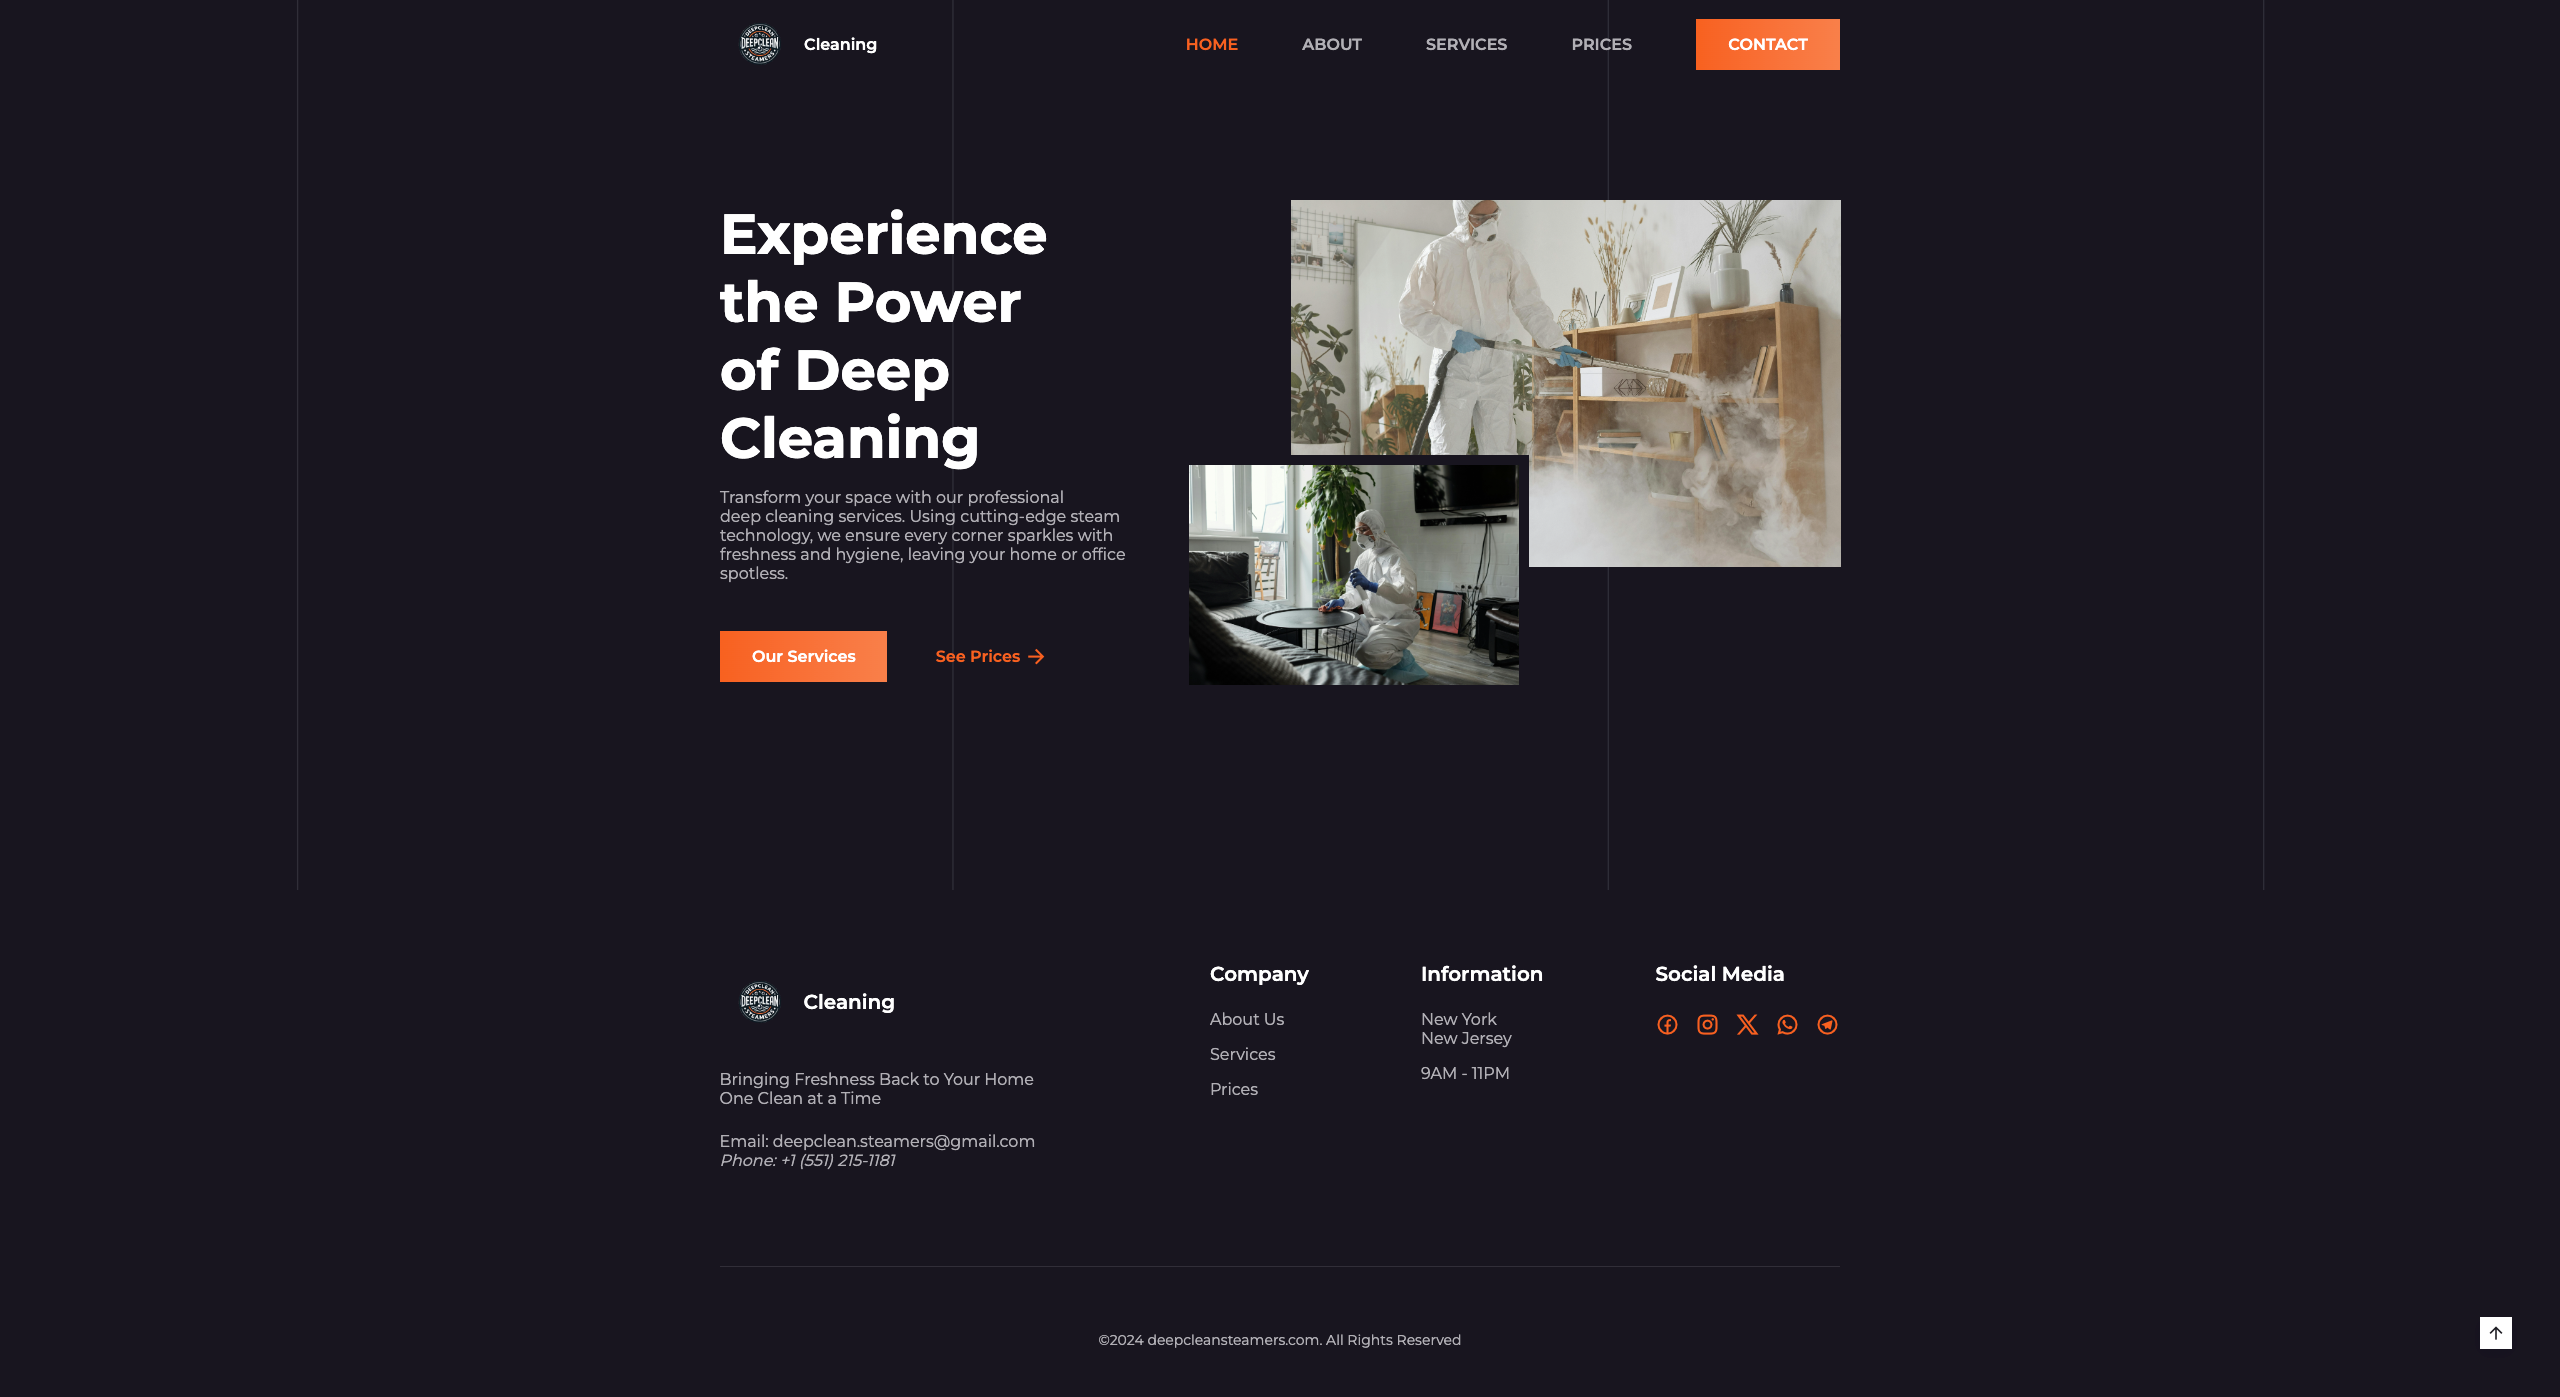 DEEPCLEAN
DEEPCLEAN
STEAMERS
Cleaning
HOME
ABOUT
SERVICES
PRICES
CONTACT
Experience
the Power
of Deep
Cleaning
Transform your space with our professional
deep cleaning services. Using cutting-edge steam
technology, we ensure every corner sparkles with
freshness and hygiene, leaving your home or office
spotless.
Our Services
See Prices
DEEPCLEAN
DEEPCLEAN
STEAMERS
Cleaning
Bringing Freshness Back to Your Home
One Clean at a Time
Email: deepclean.steamers@gmail.com
Phone: +1 (551) 215-1181
Company
About Us
Services
Prices
Information
New York
New Jersey
9AM - 11PM
Social Media
©2024 deepcleansteamers.com. All Rights Reserved